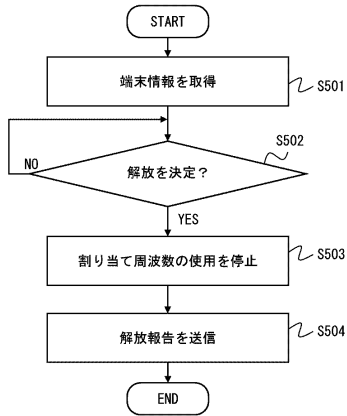 START
端末情報を取得
S501
S502
解放を決定？
NO
YES
割り当て周波数の使用を停止
S503
解放報告を送信
S504
END